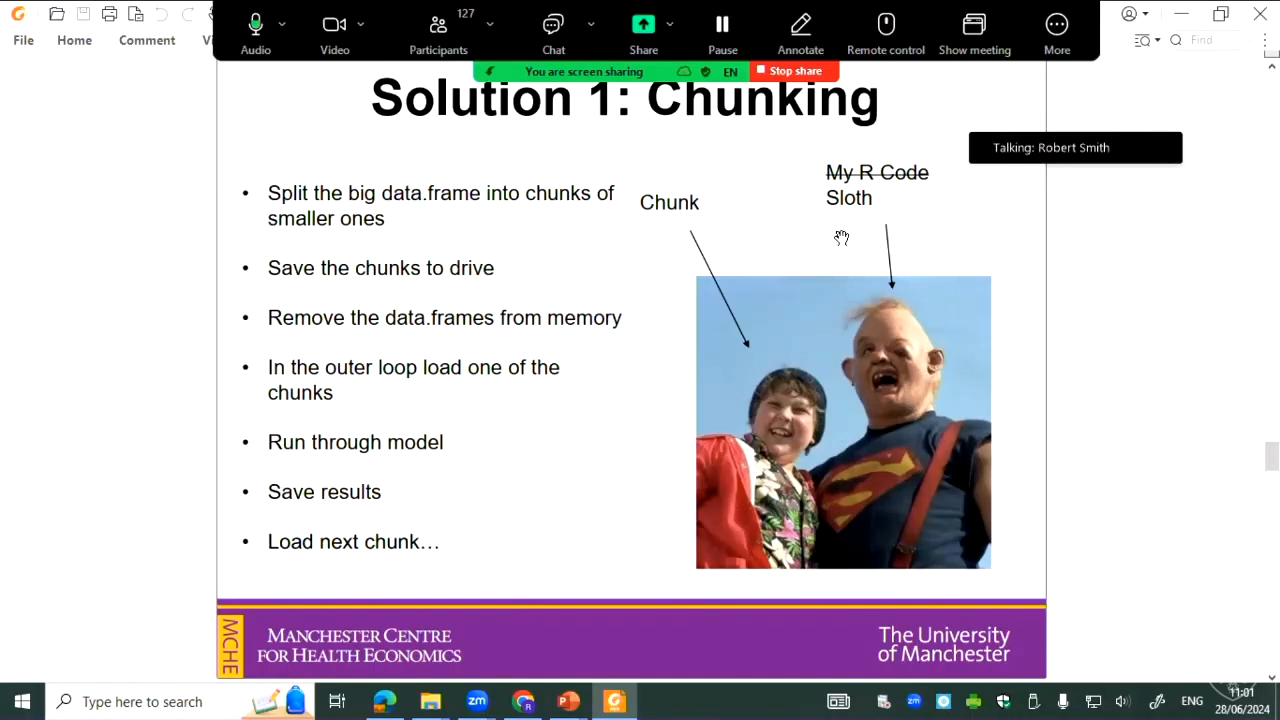 127
Audio
Video
Participants
Chat
Share
Pause
Annotate
Remote control
Show meeting
More
File
Home
Comment
Find
You are screen sharing
EN
Stop share
Solution 1: Chunking
Talking: Robert Smith
• Split the big data.frame into chunks of
smaller ones
• Save the chunks to drive
• Remove the data.frames from memory
• In the outer loop load one of the
chunks
• Run through model
• Save results
• Load next chunk…
Chunk
My R Code
Sloth
MCHE
MANCHESTER CENTRE
FOR HEALTH ECONOMICS
The University
of Manchester
Type here to search
zm
R
P
zm
ENG
11:01
28/06/2024